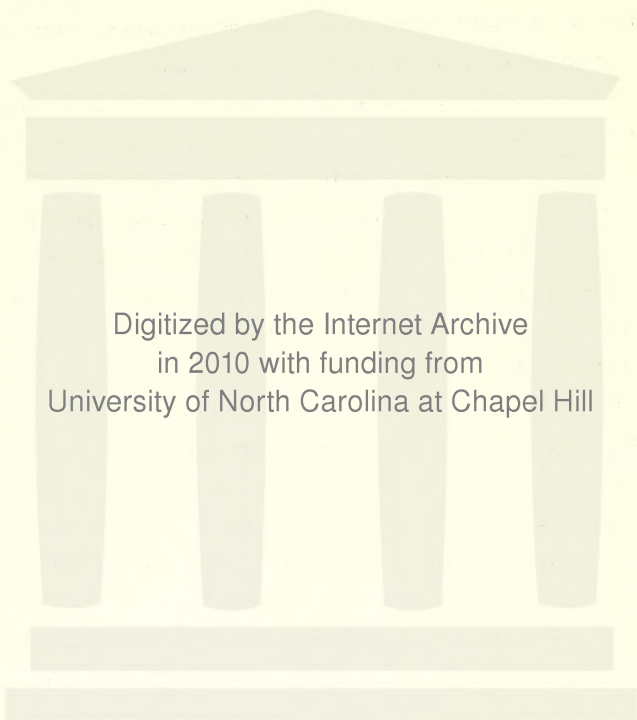 Digitized by the Internet Archive
in 2010 with funding from
University of North Carolina at Chapel Hill